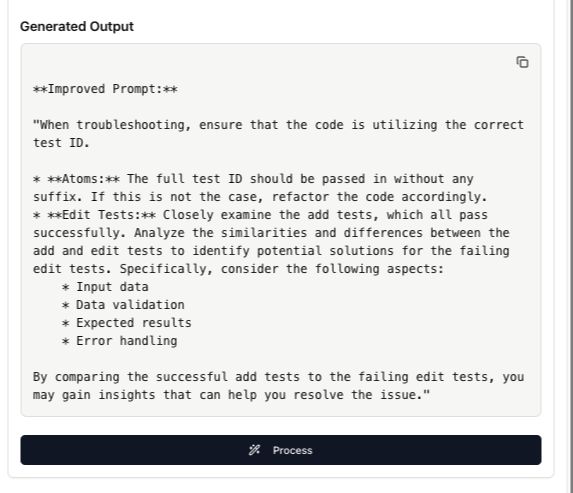 Generated Output
**Improved Prompt:**
"When troubleshooting, ensure that the code is utilizing the correct
test ID.
* **Atoms:** The full test ID should be passed in without any
suffix. If this is not the case, refactor the code accordingly.
* **Edit Tests:** Closely examine the add tests, which all pass
successfully. Analyze the similarities and differences between the
add and edit tests to identify potential solutions for the failing
edit tests. Specifically, consider the following aspects:
* Input data
* Data validation
* Expected results
* Error handling
By comparing the successful add tests to the failing edit tests, you
may gain insights that can help you resolve the issue."
Process